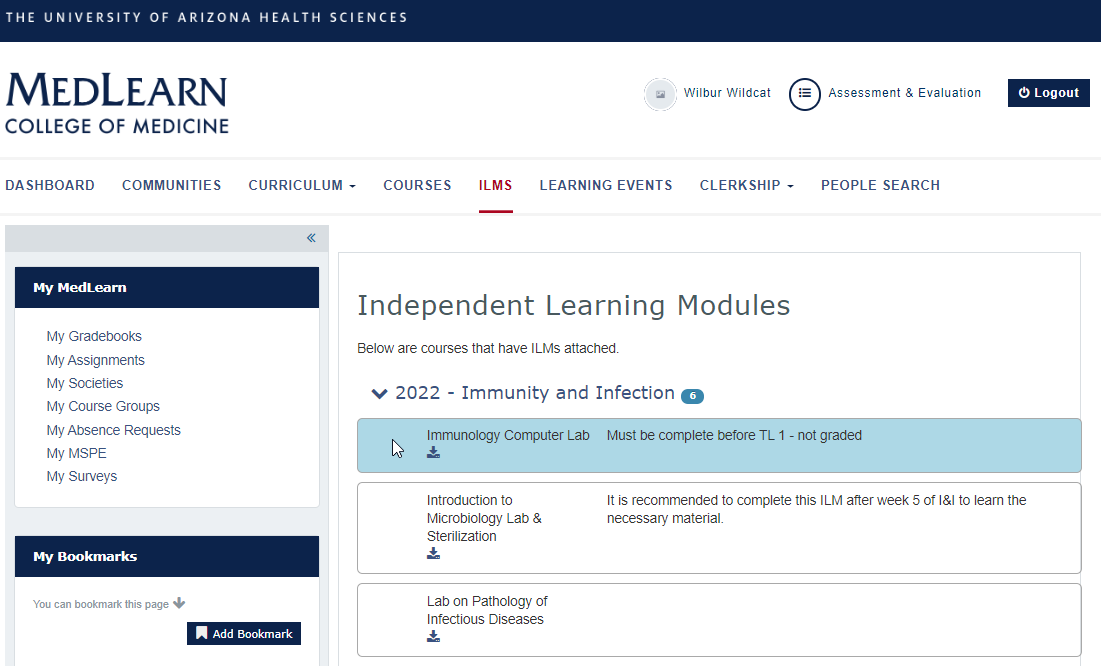 THE UNIVERSITY OF ARIZONA HEALTH SCIENCES
MEDLEARN
COLLEGE OF MEDICINE
Wilbur Wildcat
Assessment & Evaluation
Logout
DASHBOARD
COMMUNITIES
CURRICULUM
COURSES
ILMS
LEARNING EVENTS
CLERKSHIP
PEOPLE SEARCH
«
My MedLearn
My Gradebooks
My Assignments
My Societies
My Course Groups
My Absence Requests
My MSPE
My Surveys
My Bookmarks
You can bookmark this page
Add Bookmark
Independent Learning Modules
Below are courses that have ILMs attached.
2022 - Immunity and Infection 6
Immunology Computer Lab
Must be complete before TL 1 - not graded
Introduction to
Microbiology Lab &
Sterilization
It is recommended to complete this ILM after week 5 of I&I to learn the
necessary material.
Lab on Pathology of
Infectious Diseases